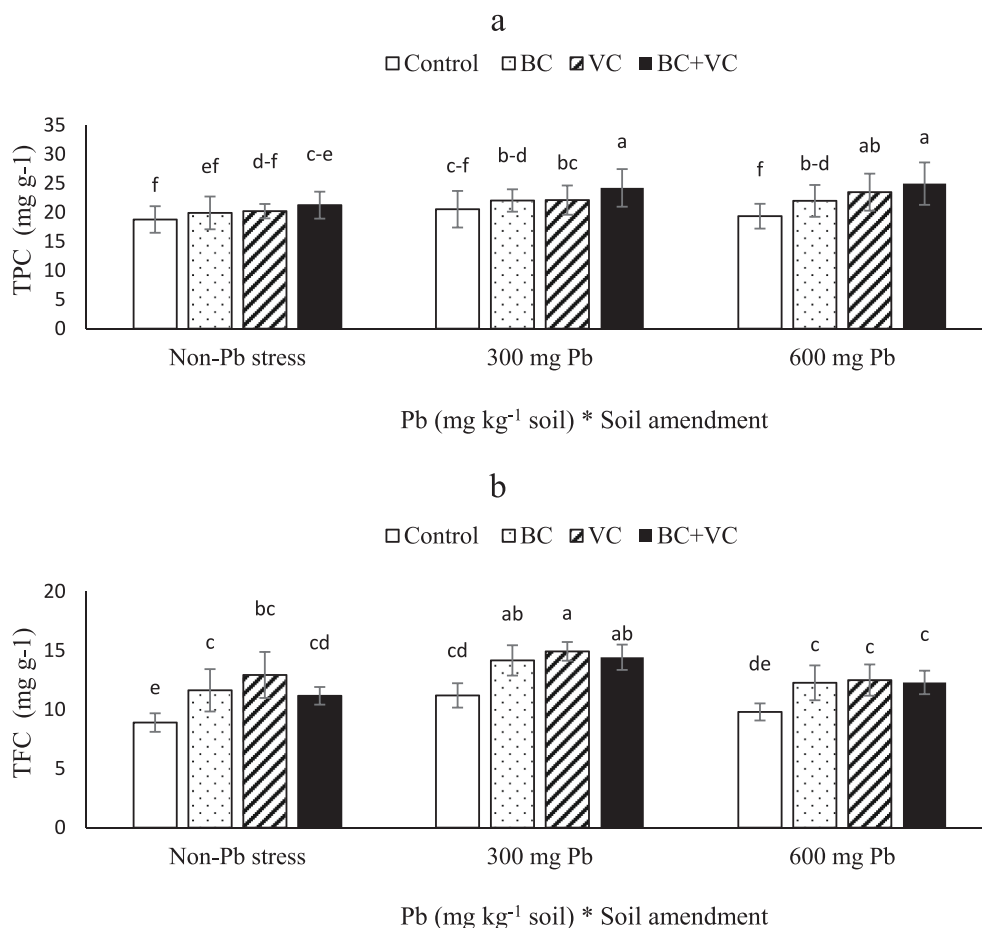 a
Control BC VC BC+VC
TPC (mg g-1)
35
30
25
20
15
10
5
0
f ef d-f c-e c-f b-d bc a f b-d ab a
Non-Pb stress 300 mg Pb 600 mg Pb
Pb (mg kg-1 soil) * Soil amendment
b
Control BC VC BC+VC
TFC (mg g-1)
20
15
10
5
0
e c bc cd cd ab a ab de c c c
Non-Pb stress 300 mg Pb 600 mg Pb
Pb (mg kg-1 soil) * Soil amendment